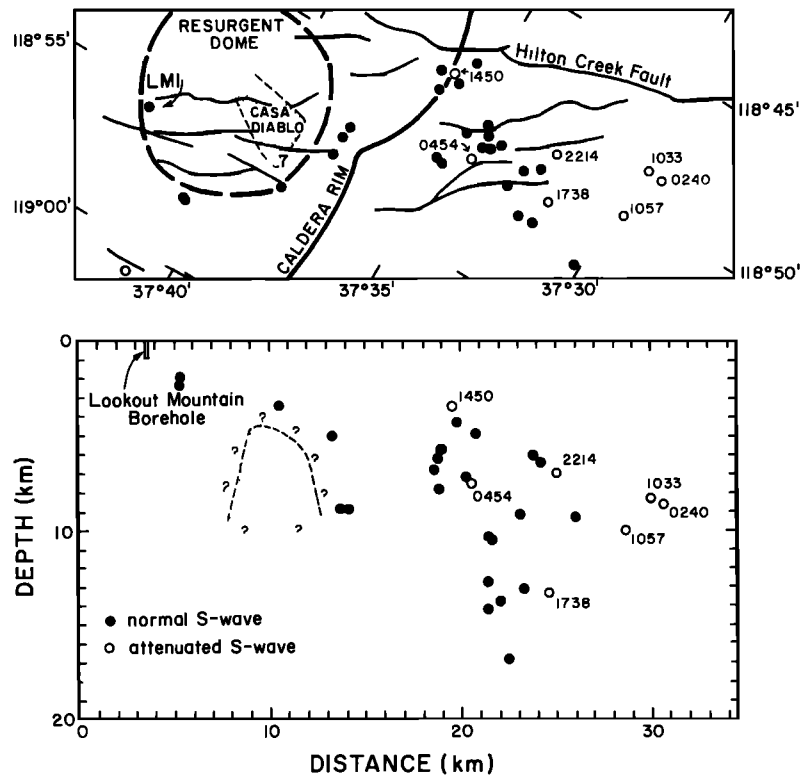 RESURGENT
DOME
118°55'
Hilton Creek Fault
1450
LMI
118°45'
CASA
DIABLO
0454
2214
1033
0240
?
119°00'
1738
1057
CALDERA RIM
118°50'
37°40'
37°35'
37°30'
0
Lookout Mountain
Borehole
1450
2214
0454
1033
0240
1057
1738
? ? ? ? ? ? ? ?
10
20
DEPTH (km)
● normal S-wave
○ attenuated S-wave
0 10 20 30
DISTANCE (km)